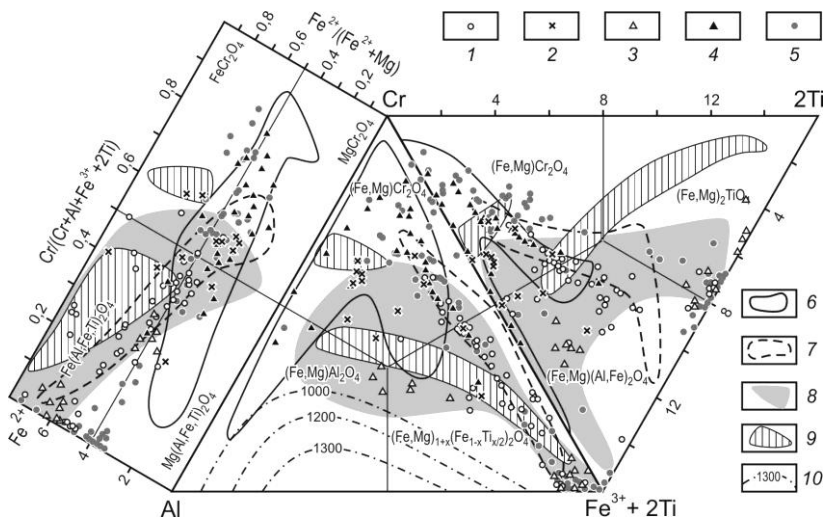 1 2 3 4 5
Fe²⁺/(Fe²⁺+Mg)
0,8 0,6 0,4 0,2
FeCr₂O₄
MgCr₂O₄
Cr/(Cr+Al+Fe³⁺+2Ti)
0,8
0,6
0,4
0,2
Cr 4 8 12 2Ti
(Fe,Mg)Cr₂O₄
(Fe,Mg)Cr₂O₄
(Fe,Mg)₂TiO
4
8
12
Fe(Al,Fe,Ti)₂O₄
Mg(Al,Fe,Ti)₂O₄
(Fe,Mg)Al₂O₄
(Fe,Mg)(Al,Fe)₂O₄
(Fe,Mg)₁₊ₓ(Fe₁₋ₓTiₓ/₂)₂O₄
1000
1200
1300
Fe²⁺ 6 4 2
Al
Fe³⁺ + 2Ti
6
7
8
9
1300 10